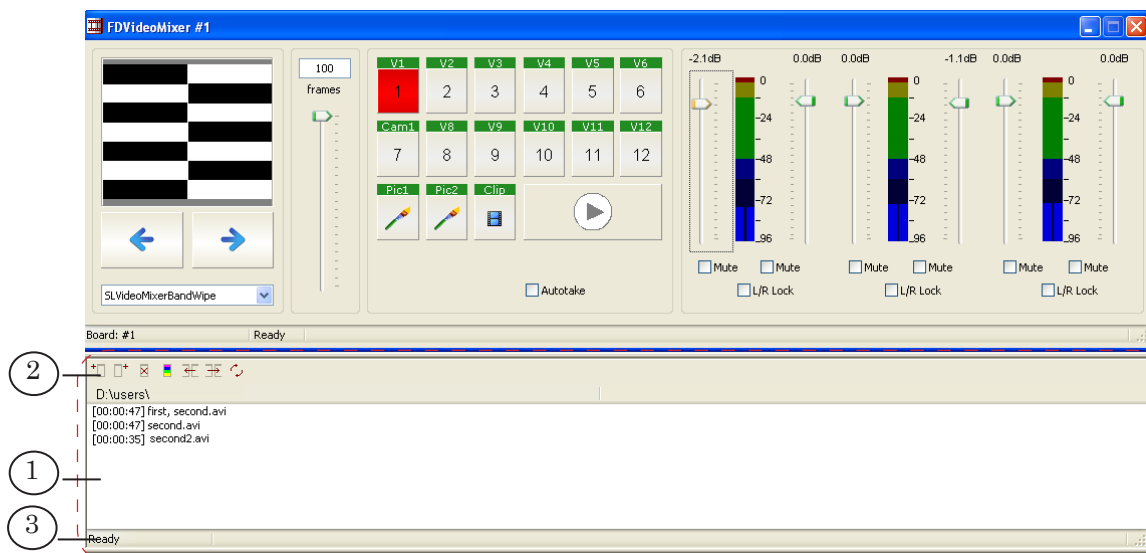 FDVideoMixer #1
100
frames
V1 V2 V3 V4 V5 V6
1 2 3 4 5 6
Cam1 V8 V9 V10 V11 V12
7 8 9 10 11 12
Pic1 Pic2 Clip
Autotake
SLVideoMixerBandWipe
-2.1dB 0.0dB 0.0dB -1.1dB 0.0dB 0.0dB
0 0 0
-24 -24 -24
-48 -48 -48
-72 -72 -72
-96 -96 -96
Mute Mute Mute Mute Mute Mute
L/R Lock L/R Lock L/R Lock
Board: #1 Ready
2
D:\users\
[00:00:47] first, second.avi
[00:00:47] second.avi
[00:00:35] second2.avi
1
3
Ready